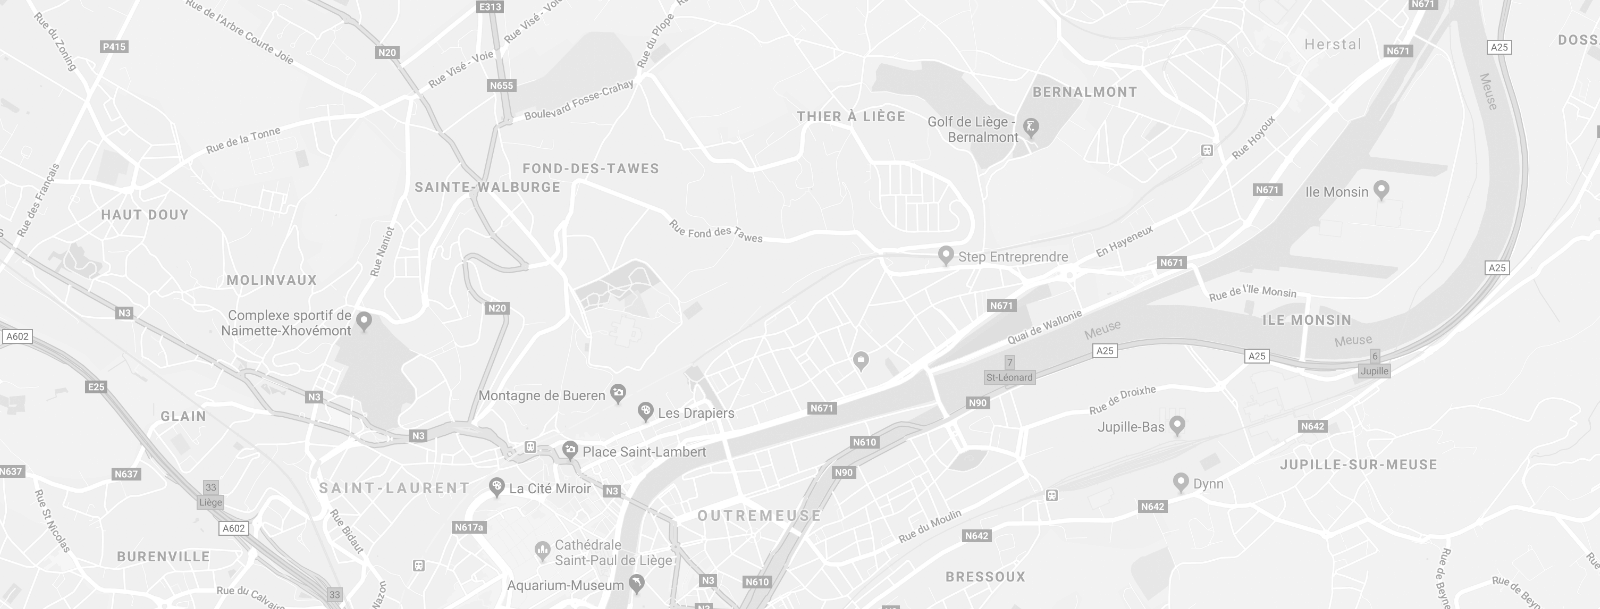 E313
N671
Rue du Zoning
Rue de l'Arbre Courte Joie
P415
N20
Rue Visé - Voie
Rue Visé - Voie
Rue du Plope
Herstal
N671
A25
N655
Boulevard Fosse-Crahay
BERNALMONT
Meuse
THIER À LIÈGE
Golf de Liège -
Bernalmont
Rue de la Tonne
Rue Hoyoux
FOND-DES-TAWES
SAINTE-WALBURGE
Rue des Français
N671
Ile Monsin
HAUT DOUY
Rue Naniot
Rue Fond des Tawes
En Hayeneux
Step Entreprendre
N671
A25
MOLINVAUX
N3
N20
N671
Rue de l'Ile Monsin
Complexe sportif de
Naimette-Xhovémont
Quai de Wallonie
Meuse
ILE MONSIN
Meuse
A602
A25
A25
7
St-Léonard
6
Jupille
E25
N3
Montagne de Bueren
Les Drapiers
N671
N90
Rue de Droixhe
GLAIN
N3
Jupille-Bas
N642
N610
Place Saint-Lambert
N637
N637
N90
JUPILLE-SUR-MEUSE
33
Liège
SAINT-LAURENT
La Cité Miroir
N3
Dynn
N642
Rue St Nicolas
A602
Rue Bidaut
N617a
OUTREMEUSE
Rue du Moulin
N642
BURENVILLE
Cathédrale
Saint-Paul de Liège
Aquarium-Museum
N3
N610
BRESSOUX
33
Rue du Calvaire
N3
N642
Rue de Beyne